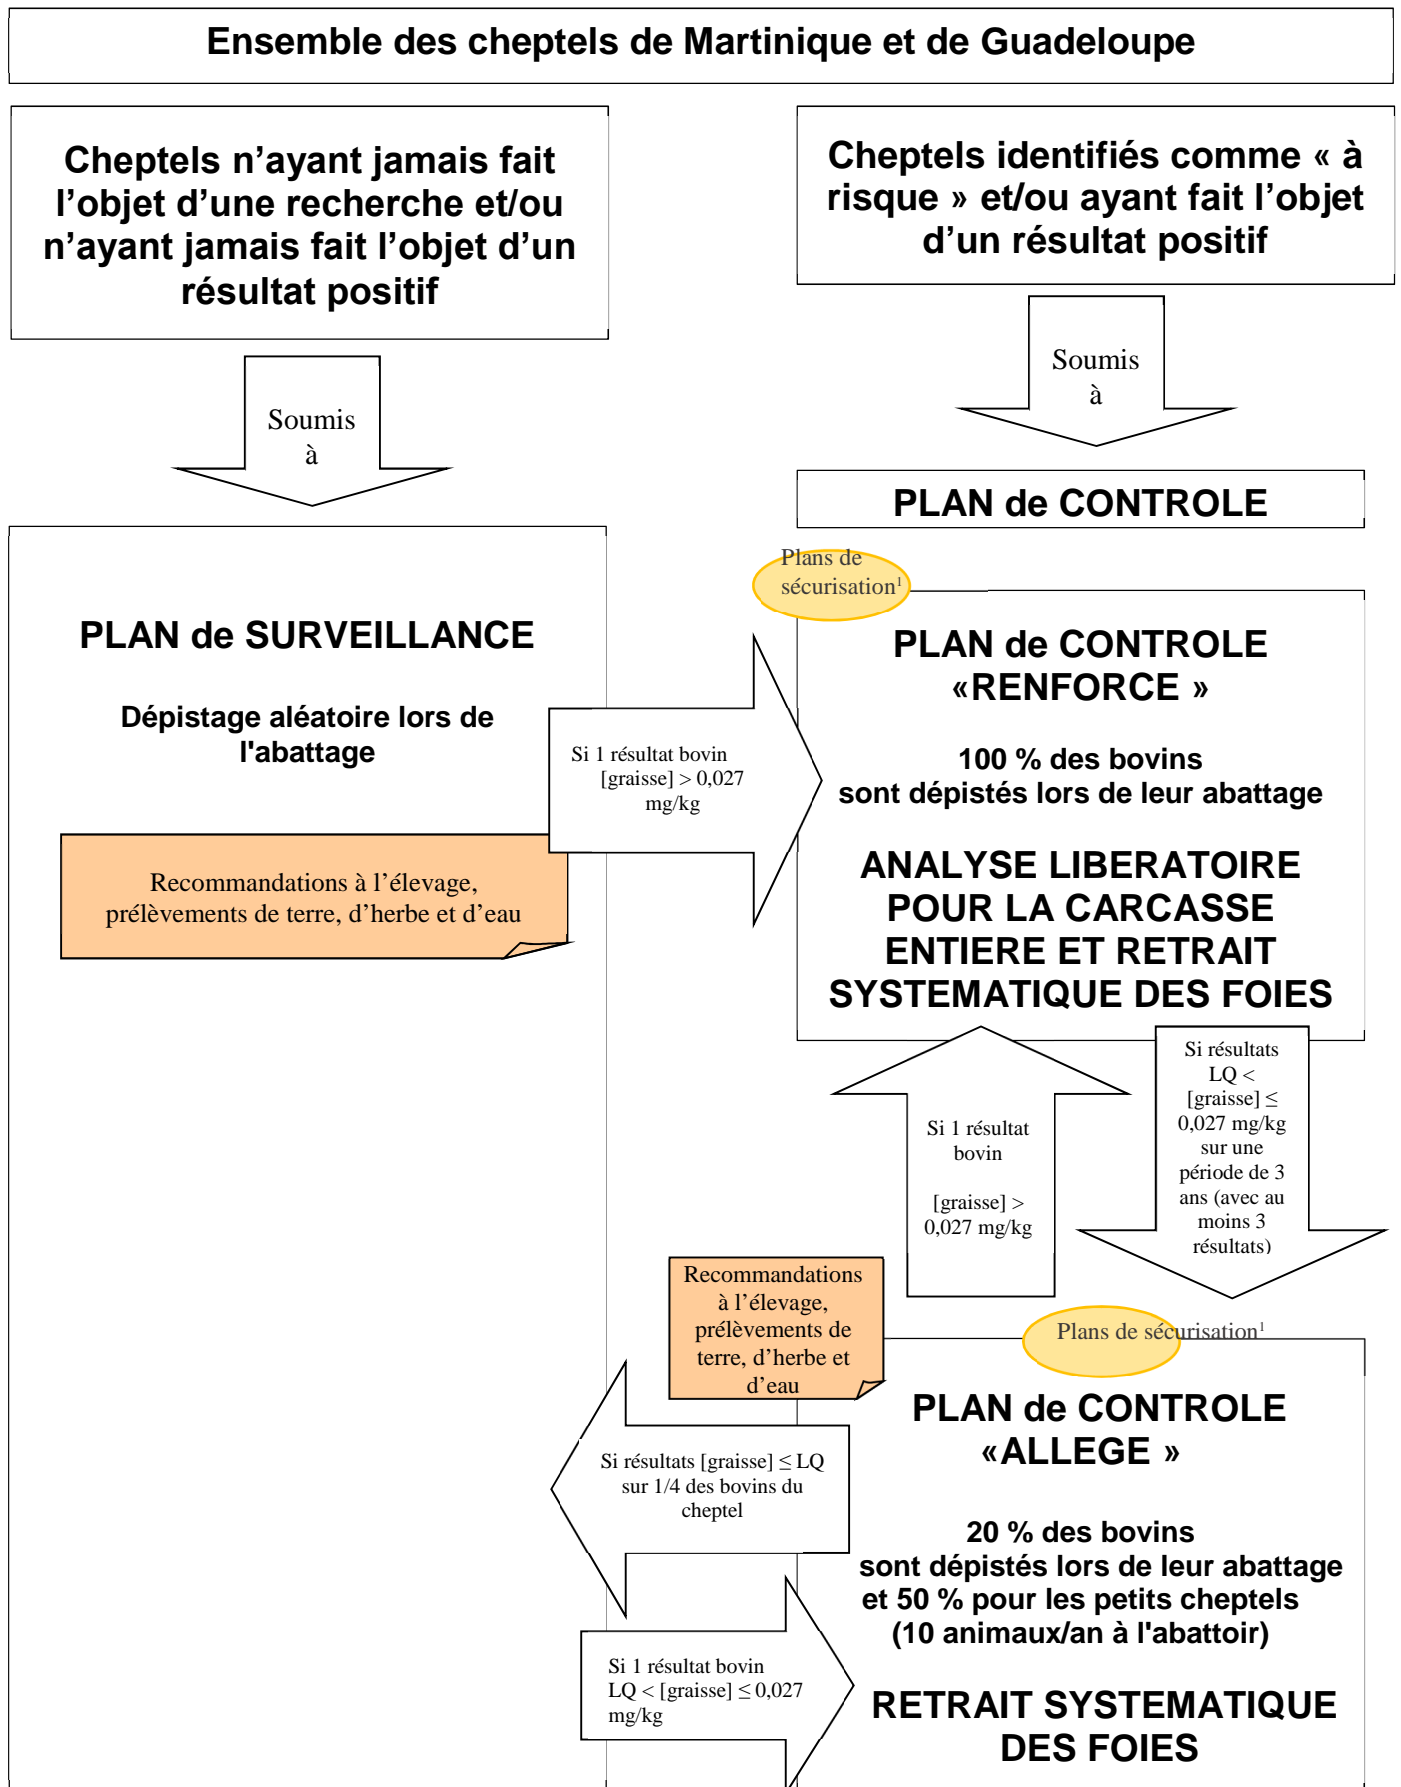 Ensemble des cheptels de Martinique et de Guadeloupe
Cheptels n’ayant jamais fait
l’objet d’une recherche et/ou
n’ayant jamais fait l’objet d’un
résultat positif
Cheptels identifiés comme « à
risque » et/ou ayant fait l’objet
d’un résultat positif
Soumis
à
Soumis
à
PLAN de CONTROLE
Plans de
sécurisation¹
PLAN de SURVEILLANCE
Dépistage aléatoire lors de
l'abattage
Recommandations à l’élevage,
prélèvements de terre, d’herbe et d’eau
Si 1 résultat bovin
[graisse] > 0,027
mg/kg
PLAN de CONTROLE
«RENFORCE »
100 % des bovins
sont dépistés lors de leur abattage
ANALYSE LIBERATOIRE
POUR LA CARCASSE
ENTIERE ET RETRAIT
SYSTEMATIQUE DES FOIES
Si 1 résultat
bovin
[graisse] >
0,027 mg/kg
Si résultats
LQ <
[graisse] ≤
0,027 mg/kg
sur une
période de 3
ans (avec au
moins 3
résultats)
Recommandations
à l’élevage,
prélèvements de
terre, d’herbe et
d’eau
Plans de sécurisation¹
PLAN de CONTROLE
«ALLEGE »
20 % des bovins
sont dépistés lors de leur abattage
et 50 % pour les petits cheptels
(10 animaux/an à l'abattoir)
RETRAIT SYSTEMATIQUE
DES FOIES
Si résultats [graisse] ≤ LQ
sur 1/4 des bovins du
cheptel
Si 1 résultat bovin
LQ < [graisse] ≤ 0,027
mg/kg